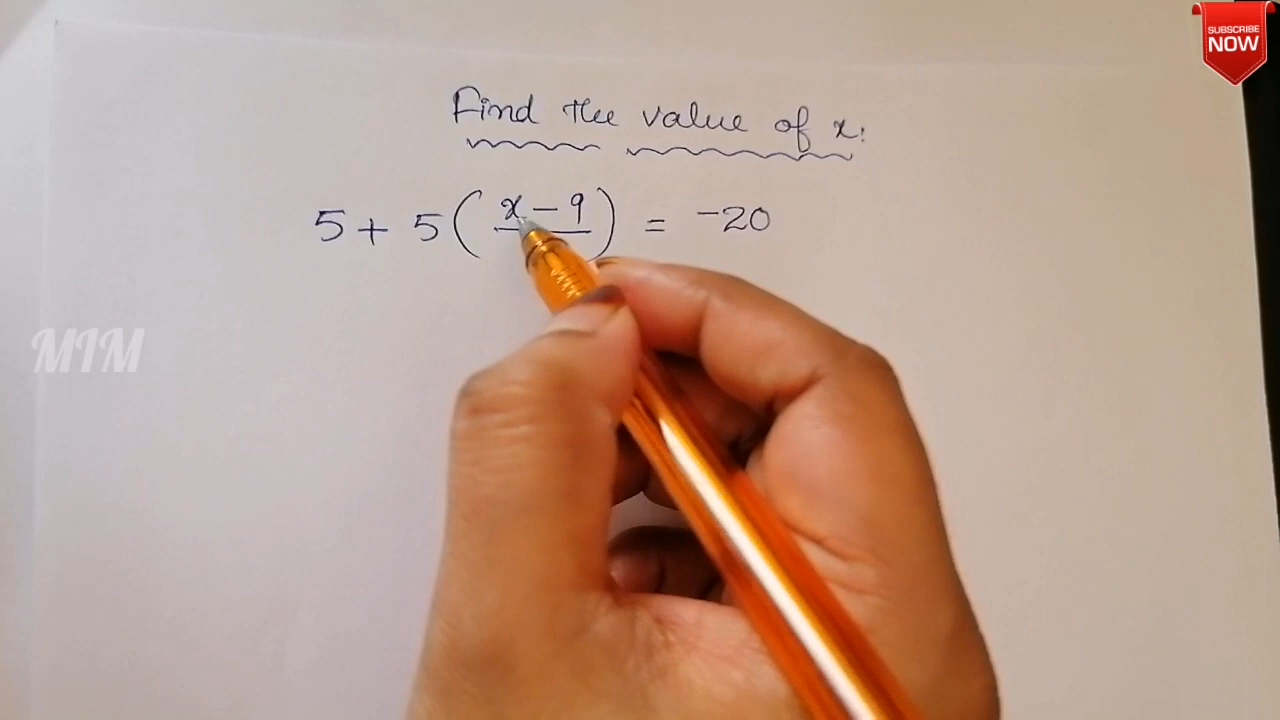 SUBSCRIBE
NOW
Find the value of x:
5 + 5 ( x - 9 ) = -20
MIM